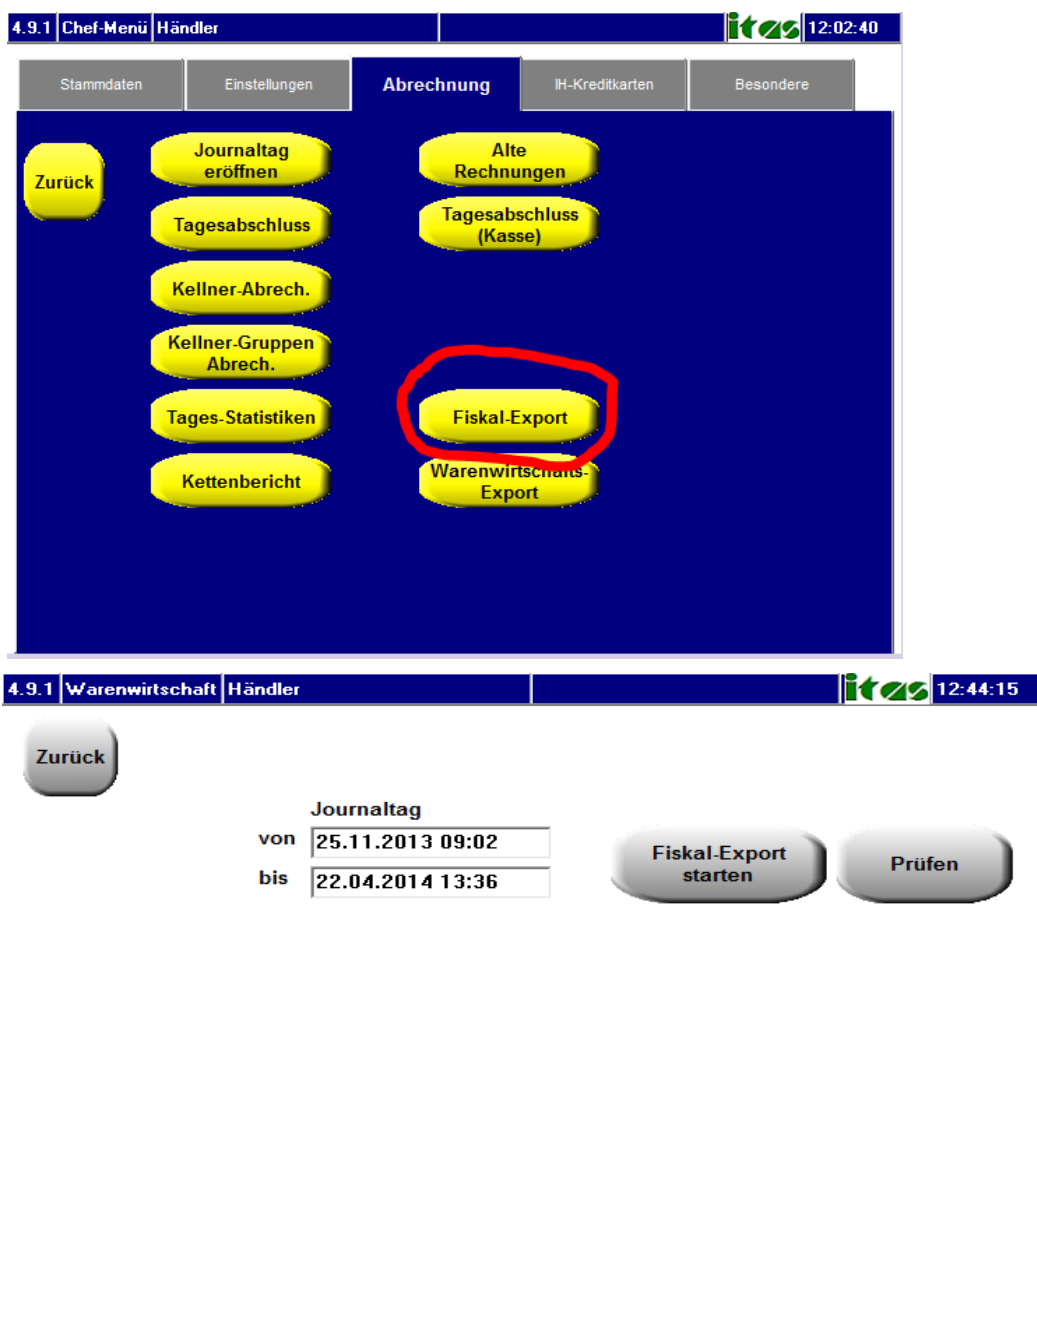 4.9.1 Chef-Menü Händler itas 12:02:40
Stammdaten Einstellungen Abrechnung IH-Kreditkarten Besondere
Zurück
Journaltag
eröffnen
Alte
Rechnungen
Tagesabschluss
Tagesabschluss
(Kasse)
Kellner-Abrech.
Kellner-Gruppen
Abrech.
Tages-Statistiken
Fiskal-Export
Kettenbericht
Warenwirtschafts-
Export
4.9.1 Warenwirtschaft Händler itas 12:44:15
Zurück
Journaltag
von 25.11.2013 09:02
bis 22.04.2014 13:36
Fiskal-Export
starten
Prüfen